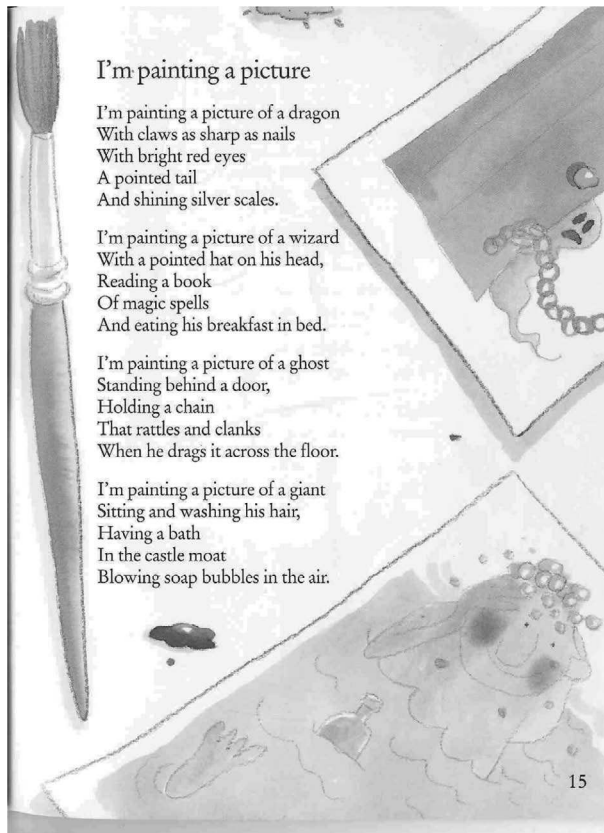 I'm painting a picture
I'm painting a picture of a dragon
With claws as sharp as nails
With bright red eyes
A pointed tail
And shining silver scales.
I'm painting a picture of a wizard
With a pointed hat on his head,
Reading a book
Of magic spells
And eating his breakfast in bed.
I'm painting a picture of a ghost
Standing behind a door,
Holding a chain
That rattles and clanks
When he drags it across the floor.
I'm painting a picture of a giant
Sitting and washing his hair,
Having a bath
In the castle moat
Blowing soap bubbles in the air.
15